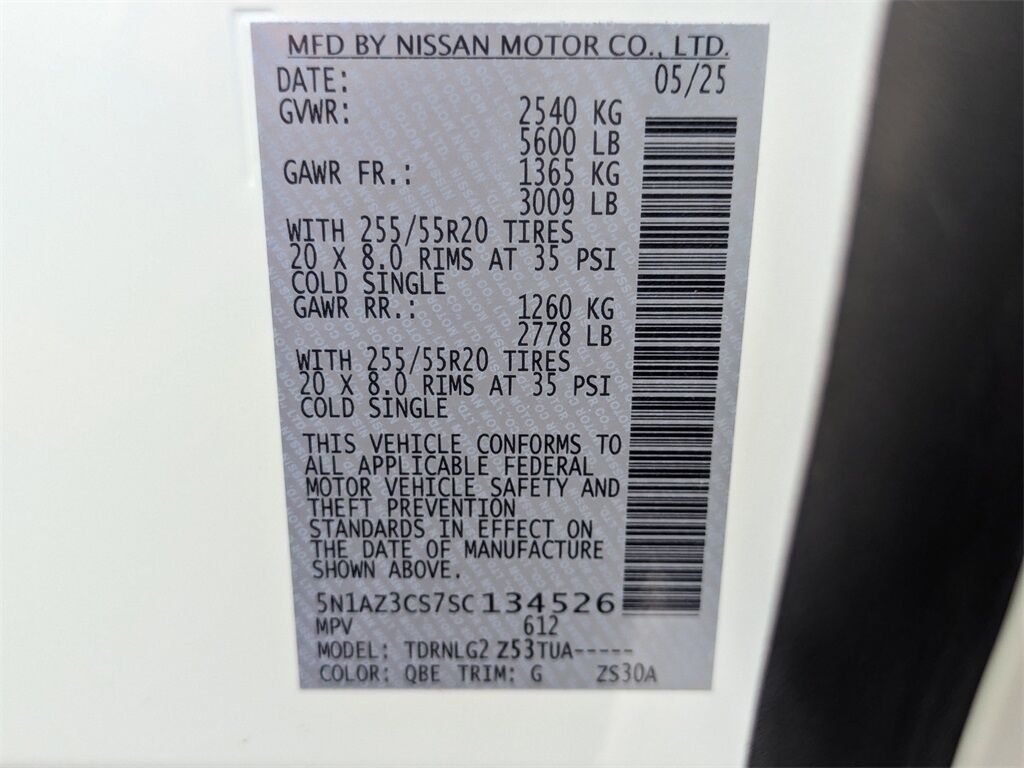 MFD BY NISSAN MOTOR CO., LTD.
DATE: 05/25
GVWR: 2540 KG
5600 LB
GAWR FR.: 1365 KG
3009 LB
WITH 255/55R20 TIRES
20 X 8.0 RIMS AT 35 PSI
COLD SINGLE
GAWR RR.: 1260 KG
2778 LB
WITH 255/55R20 TIRES
20 X 8.0 RIMS AT 35 PSI
COLD SINGLE
THIS VEHICLE CONFORMS TO
ALL APPLICABLE FEDERAL
MOTOR VEHICLE SAFETY AND
THEFT PREVENTION
STANDARDS IN EFFECT ON
THE DATE OF MANUFACTURE
SHOWN ABOVE.
5N1AZ3CS7SC134526
MPV 612
MODEL: TDRNLG2 Z53TUA-----
COLOR: QBE TRIM: G ZS30A